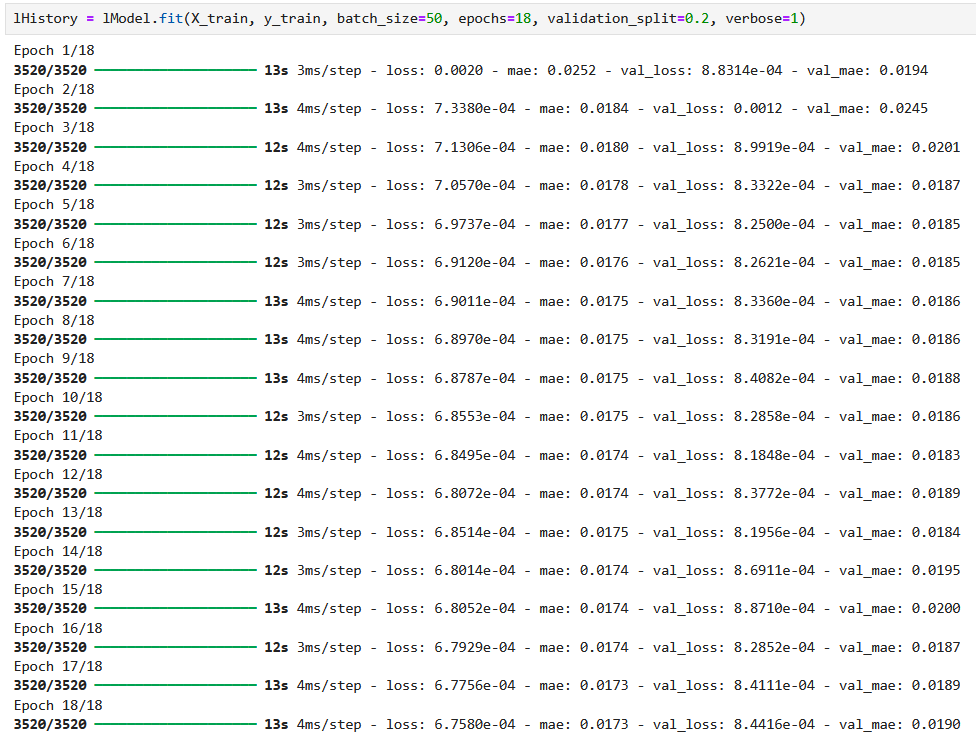 lHistory = lModel.fit(X_train, y_train, batch_size=50, epochs=18, validation_split=0.2, verbose=1)
Epoch 1/18
3520/3520 ━━━━━━━━━━━━━━━━━━━━ 13s 3ms/step - loss: 0.0020 - mae: 0.0252 - val_loss: 8.8314e-04 - val_mae: 0.0194
Epoch 2/18
3520/3520 ━━━━━━━━━━━━━━━━━━━━ 13s 4ms/step - loss: 7.3380e-04 - mae: 0.0184 - val_loss: 0.0012 - val_mae: 0.0245
Epoch 3/18
3520/3520 ━━━━━━━━━━━━━━━━━━━━ 12s 4ms/step - loss: 7.1306e-04 - mae: 0.0180 - val_loss: 8.9919e-04 - val_mae: 0.0201
Epoch 4/18
3520/3520 ━━━━━━━━━━━━━━━━━━━━ 12s 3ms/step - loss: 7.0570e-04 - mae: 0.0178 - val_loss: 8.3322e-04 - val_mae: 0.0187
Epoch 5/18
3520/3520 ━━━━━━━━━━━━━━━━━━━━ 12s 3ms/step - loss: 6.9737e-04 - mae: 0.0177 - val_loss: 8.2500e-04 - val_mae: 0.0185
Epoch 6/18
3520/3520 ━━━━━━━━━━━━━━━━━━━━ 12s 3ms/step - loss: 6.9120e-04 - mae: 0.0176 - val_loss: 8.2621e-04 - val_mae: 0.0185
Epoch 7/18
3520/3520 ━━━━━━━━━━━━━━━━━━━━ 13s 4ms/step - loss: 6.9011e-04 - mae: 0.0175 - val_loss: 8.3360e-04 - val_mae: 0.0186
Epoch 8/18
3520/3520 ━━━━━━━━━━━━━━━━━━━━ 13s 4ms/step - loss: 6.8970e-04 - mae: 0.0175 - val_loss: 8.3191e-04 - val_mae: 0.0186
Epoch 9/18
3520/3520 ━━━━━━━━━━━━━━━━━━━━ 13s 4ms/step - loss: 6.8787e-04 - mae: 0.0175 - val_loss: 8.4082e-04 - val_mae: 0.0188
Epoch 10/18
3520/3520 ━━━━━━━━━━━━━━━━━━━━ 12s 3ms/step - loss: 6.8553e-04 - mae: 0.0175 - val_loss: 8.2858e-04 - val_mae: 0.0186
Epoch 11/18
3520/3520 ━━━━━━━━━━━━━━━━━━━━ 12s 4ms/step - loss: 6.8495e-04 - mae: 0.0174 - val_loss: 8.1848e-04 - val_mae: 0.0183
Epoch 12/18
3520/3520 ━━━━━━━━━━━━━━━━━━━━ 12s 4ms/step - loss: 6.8072e-04 - mae: 0.0174 - val_loss: 8.3772e-04 - val_mae: 0.0189
Epoch 13/18
3520/3520 ━━━━━━━━━━━━━━━━━━━━ 12s 3ms/step - loss: 6.8514e-04 - mae: 0.0175 - val_loss: 8.1956e-04 - val_mae: 0.0184
Epoch 14/18
3520/3520 ━━━━━━━━━━━━━━━━━━━━ 12s 3ms/step - loss: 6.8014e-04 - mae: 0.0174 - val_loss: 8.6911e-04 - val_mae: 0.0195
Epoch 15/18
3520/3520 ━━━━━━━━━━━━━━━━━━━━ 13s 4ms/step - loss: 6.8052e-04 - mae: 0.0174 - val_loss: 8.8710e-04 - val_mae: 0.0200
Epoch 16/18
3520/3520 ━━━━━━━━━━━━━━━━━━━━ 12s 3ms/step - loss: 6.7929e-04 - mae: 0.0174 - val_loss: 8.2852e-04 - val_mae: 0.0187
Epoch 17/18
3520/3520 ━━━━━━━━━━━━━━━━━━━━ 13s 4ms/step - loss: 6.7756e-04 - mae: 0.0173 - val_loss: 8.4111e-04 - val_mae: 0.0189
Epoch 18/18
3520/3520 ━━━━━━━━━━━━━━━━━━━━ 13s 4ms/step - loss: 6.7580e-04 - mae: 0.0173 - val_loss: 8.4416e-04 - val_mae: 0.0190